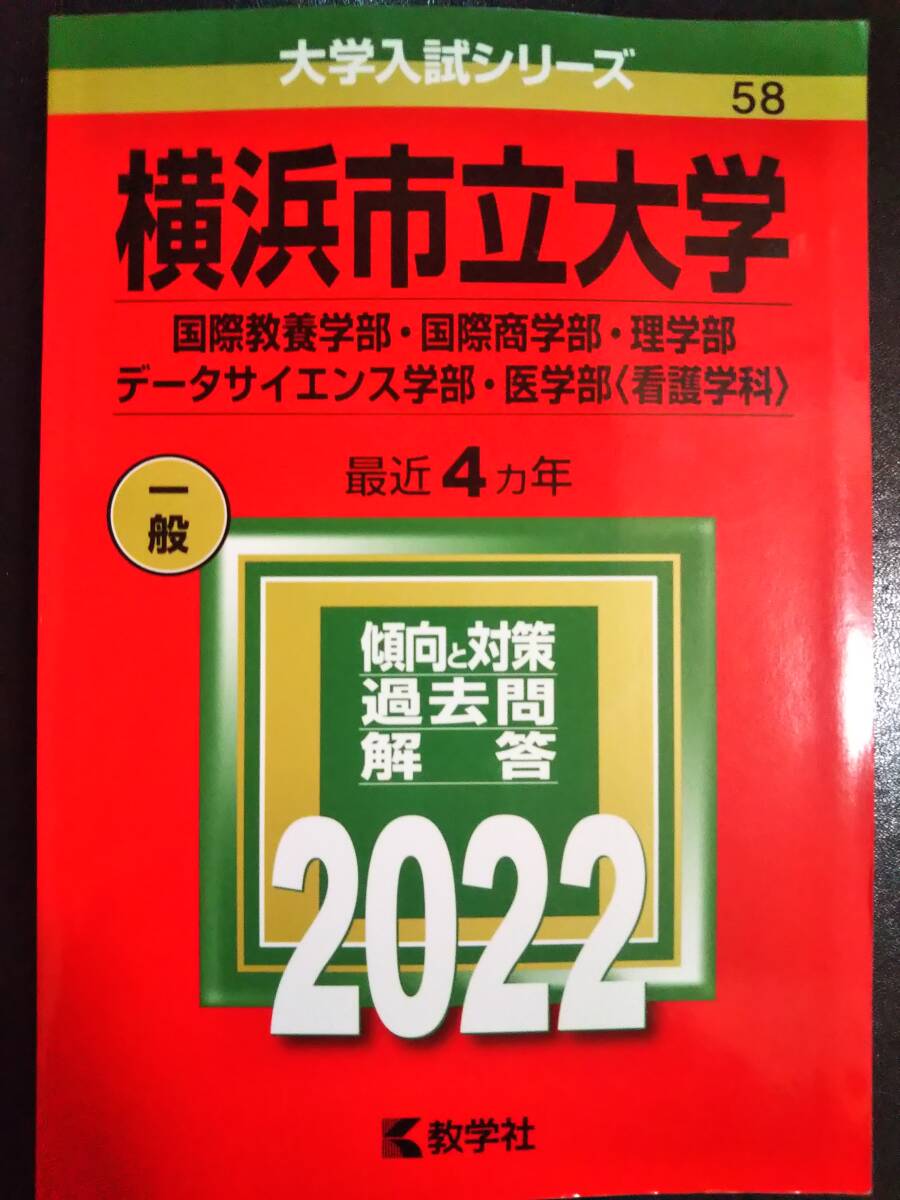 大学入試シリーズ
58
横浜市立大学
国際教養学部・国際商学部・理学部
データサイエンス学部・医学部〈看護学科〉
最近4ヵ年
一般
傾向と対策
過去問
解答
2022
教学社